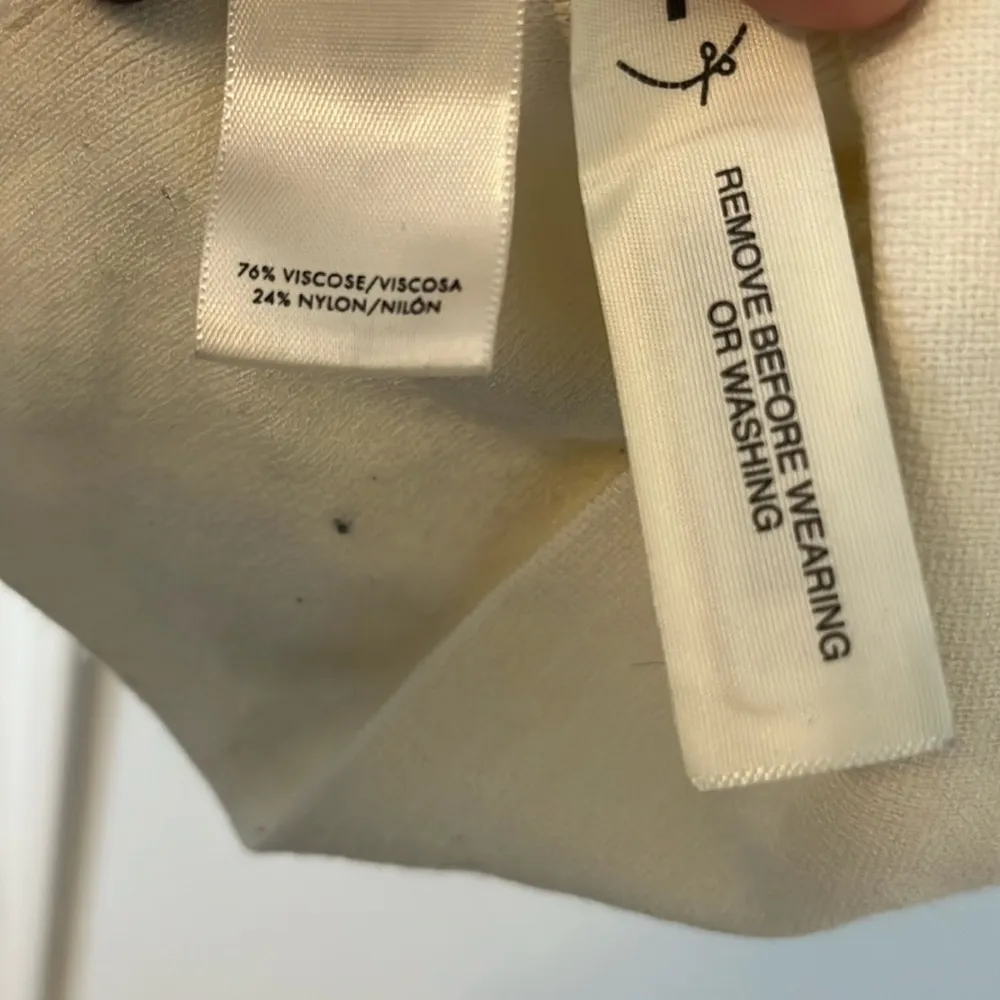 76% VISCOSE/VISCOSA
24% NYLON/NILÓN
REMOVE BEFORE WEARING
OR WASHING